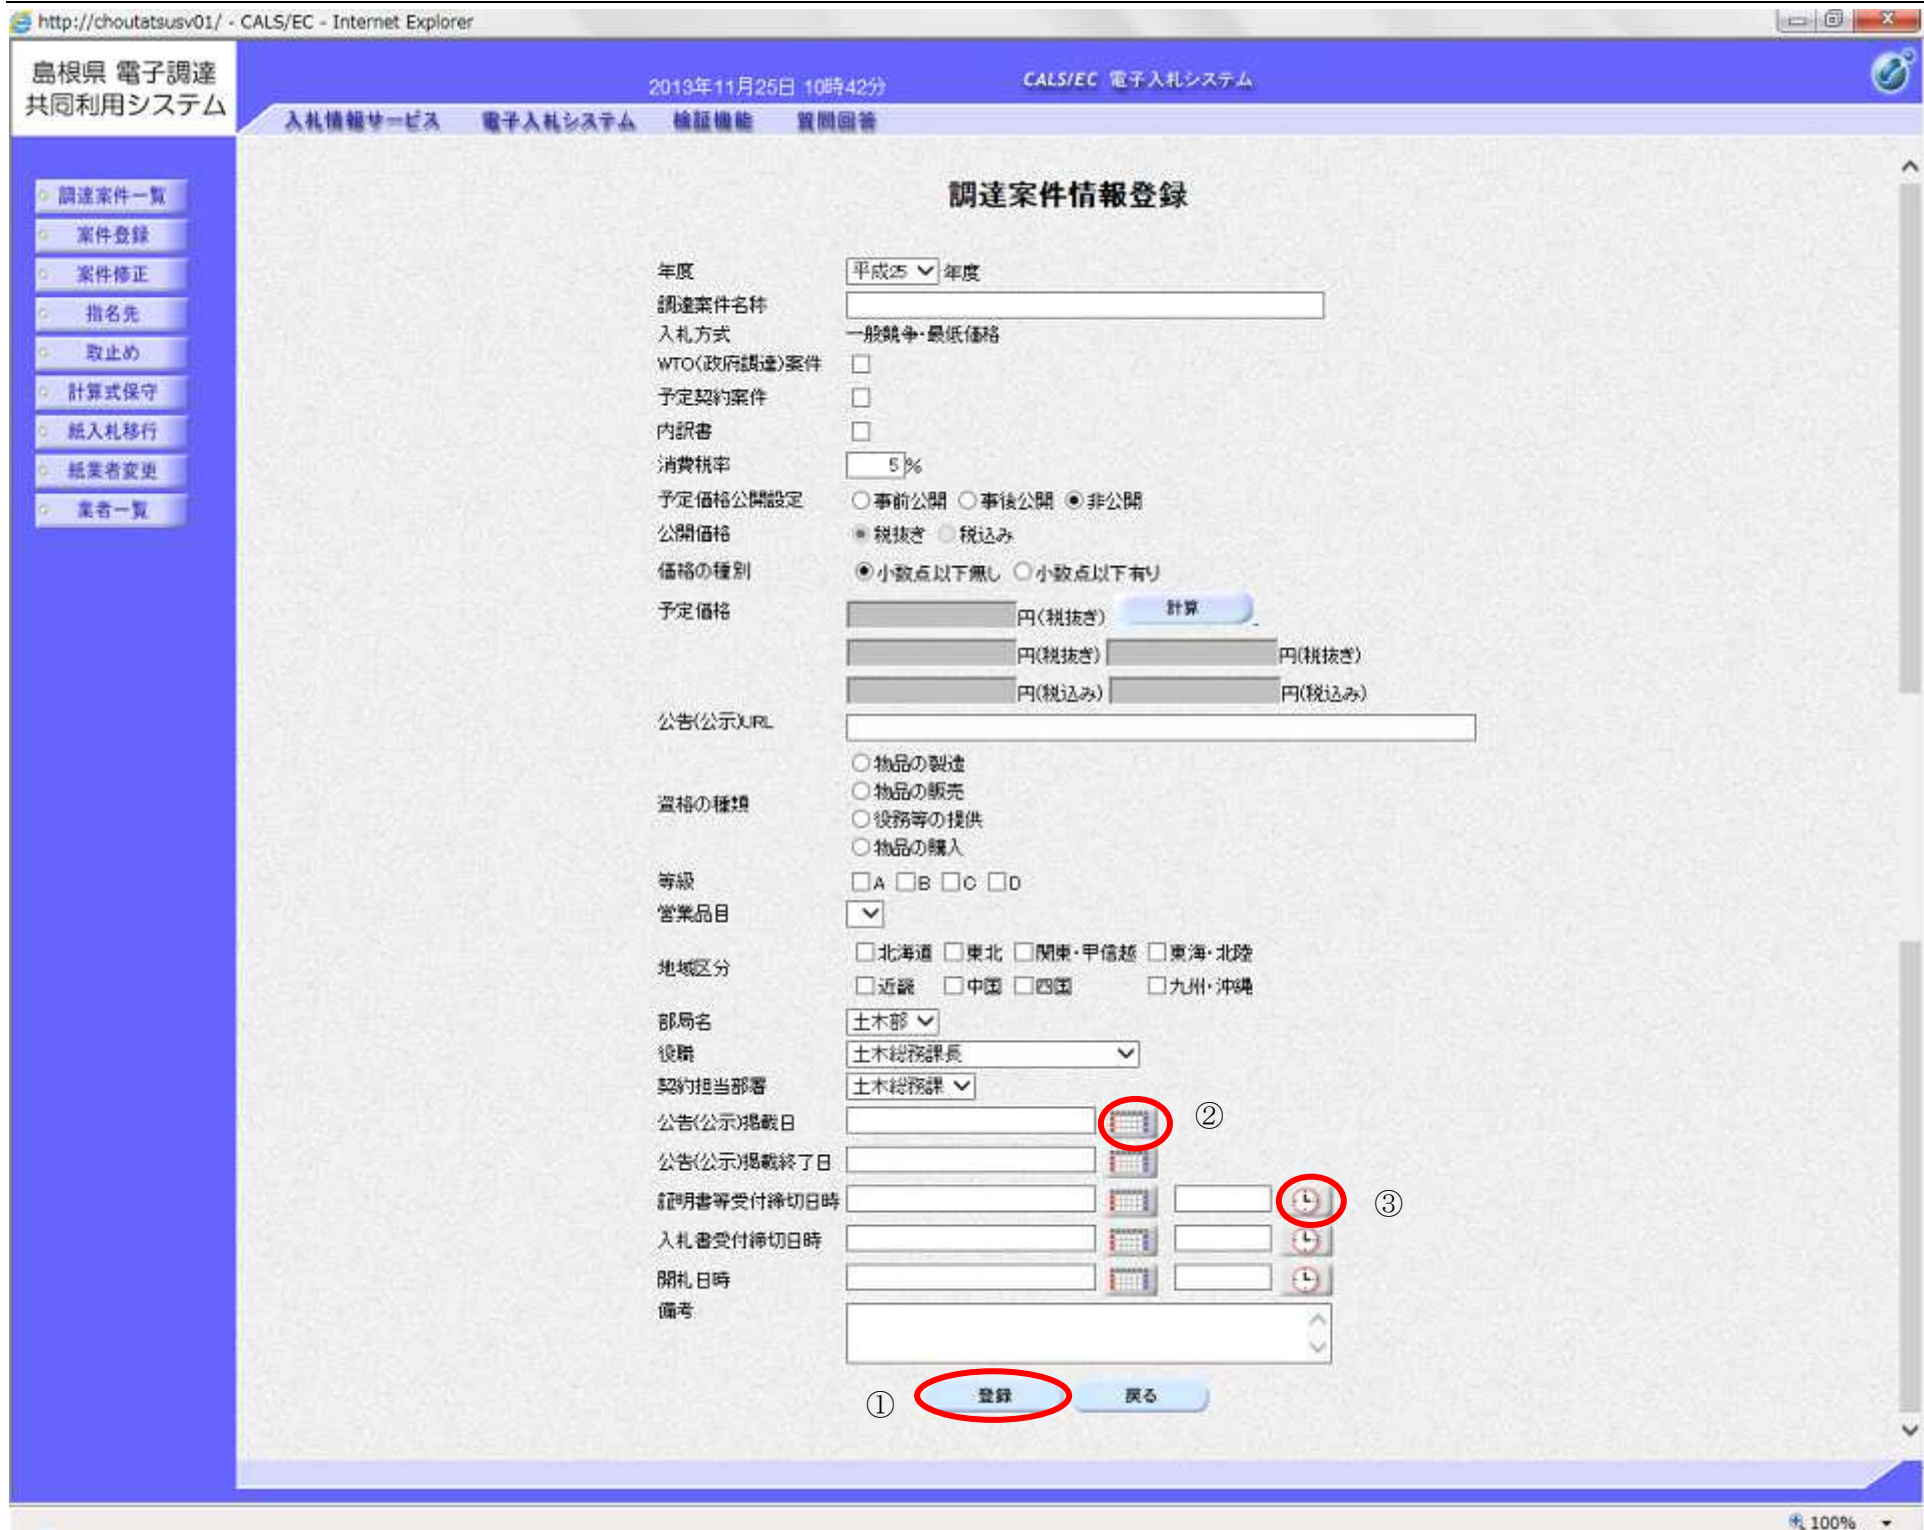 http://choutatsusv01/ - CALS/EC - Internet Explorer
島根県 電子調達
共同利用システム
2013年11月25日 10時42分
CALS/EC 電子入札システム
入札情報サービス 電子入札システム 検証機能 質問回答
調達案件一覧
案件登録
案件修正
指名先
取止め
計算式保守
紙入札移行
紙業者変更
業者一覧
調達案件情報登録
年度 平成25 年度
調達案件名称
入札方式 一般競争・最低価格
WTO(政府調達)案件
予定契約案件
内訳書
消費税率 5 %
予定価格公開設定 事前公開 事後公開 非公開
公開価格 税抜き 税込み
価格の種別 小数点以下無し 小数点以下有り
予定価格 円(税抜き) 計算
円(税抜き) 円(税抜き)
円(税込み) 円(税込み)
公告(公示)URL
資格の種類
物品の製造
物品の販売
役務等の提供
物品の購入
等級 A B C D
営業品目
地域区分
北海道 東北 関東・甲信越 東海・北陸
近畿 中国 四国 九州・沖縄
部局名 土木部
役職 土木総務課長
契約担当部署 土木総務課
公告(公示)掲載日 ②
公告(公示)掲載終了日
証明書等受付締切日時 ③
入札書受付締切日時
開札日時
備考
① 登録 戻る
100%